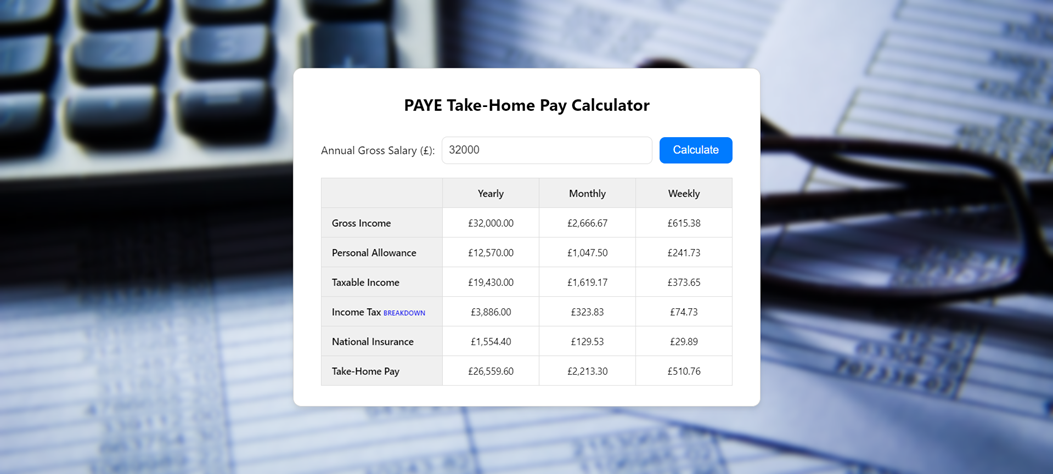 PAYE Take-Home Pay Calculator
Annual Gross Salary (£): 32000 Calculate
Yearly Monthly Weekly
Gross Income £32,000.00 £2,666.67 £615.38
Personal Allowance £12,570.00 £1,047.50 £241.73
Taxable Income £19,430.00 £1,619.17 £373.65
Income Tax BREAKDOWN £3,886.00 £323.83 £74.73
National Insurance £1,554.40 £129.53 £29.89
Take-Home Pay £26,559.60 £2,213.30 £510.76